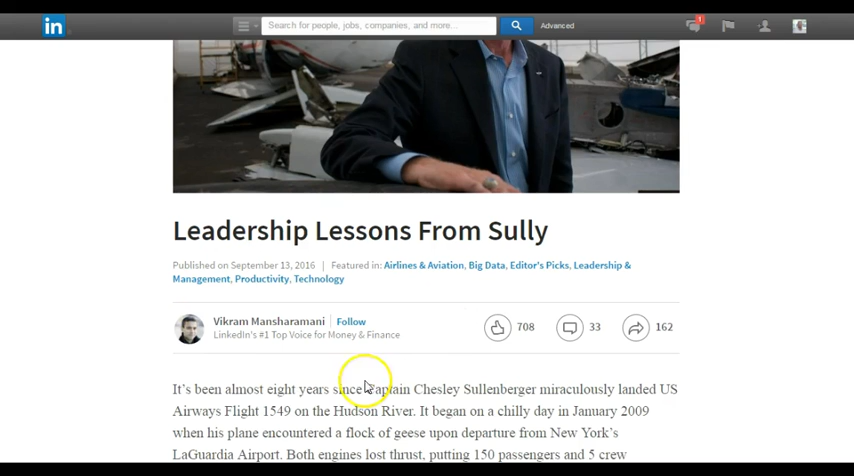 in
Search for people, jobs, companies, and more...
Advanced
1
Leadership Lessons From Sully
Published on September 13, 2016 | Featured in: Airlines & Aviation, Big Data, Editor's Picks, Leadership &
Management, Productivity, Technology
Vikram Mansharamani Follow
LinkedIn's #1 Top Voice for Money & Finance
708 33 162
It's been almost eight years since Captain Chesley Sullenberger miraculously landed US
Airways Flight 1549 on the Hudson River. It began on a chilly day in January 2009
when his plane encountered a flock of geese upon departure from New York's
LaGuardia Airport. Both engines lost thrust, putting 150 passengers and 5 crew